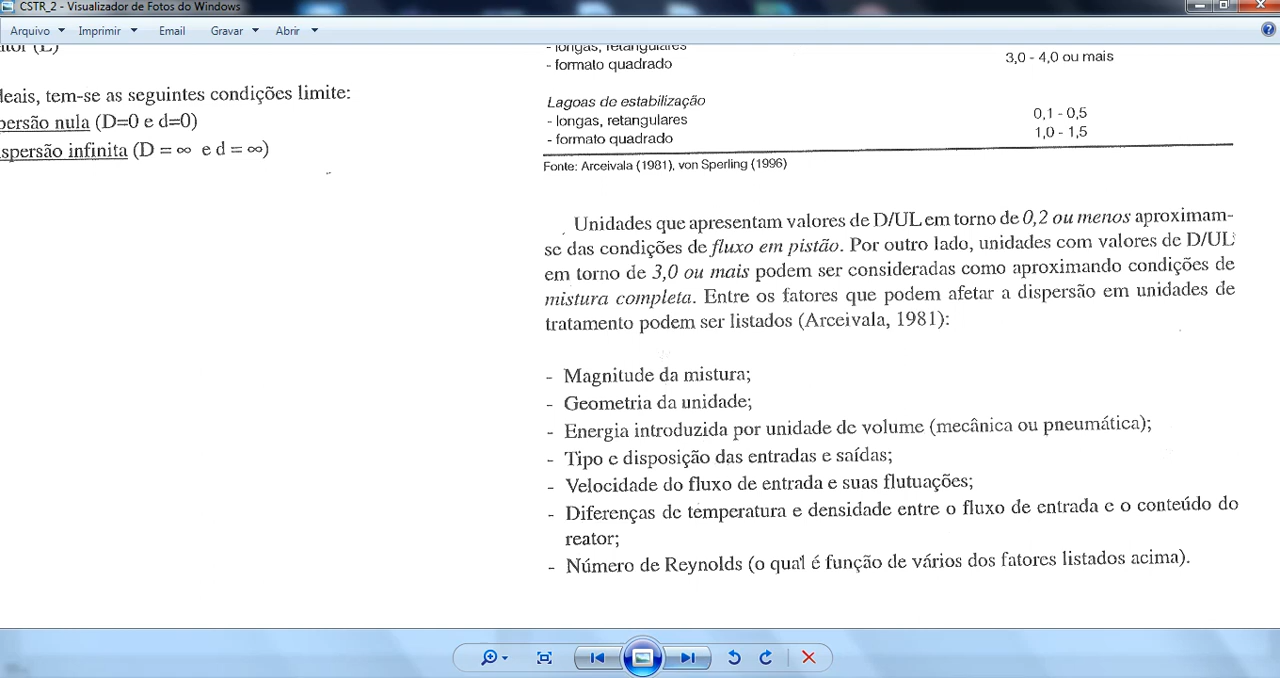 CSTR_2 - Visualizador de Fotos do Windows
Arquivo Imprimir Email Gravar Abrir
deais, tem-se as seguintes condições limite:
persão nula (D=0 e d=0)
spersão infinita (D = ∞ e d = ∞)
- longas, retangulares
- formato quadrado 3,0 - 4,0 ou mais
Lagoas de estabilização
- longas, retangulares 0,1 - 0,5
- formato quadrado 1,0 - 1,5
Fonte: Arceivala (1981), von Sperling (1996)
Unidades que apresentam valores de D/UL em torno de 0,2 ou menos aproximam-
se das condições de fluxo em pistão. Por outro lado, unidades com valores de D/UL
em torno de 3,0 ou mais podem ser consideradas como aproximando condições de
mistura completa. Entre os fatores que podem afetar a dispersão em unidades de
tratamento podem ser listados (Arceivala, 1981):
- Magnitude da mistura;
- Geometria da unidade;
- Energia introduzida por unidade de volume (mecânica ou pneumática);
- Tipo e disposição das entradas e saídas;
- Velocidade do fluxo de entrada e suas flutuações;
- Diferenças de temperatura e densidade entre o fluxo de entrada e o conteúdo do
reator;
- Número de Reynolds (o qual é função de vários dos fatores listados acima).